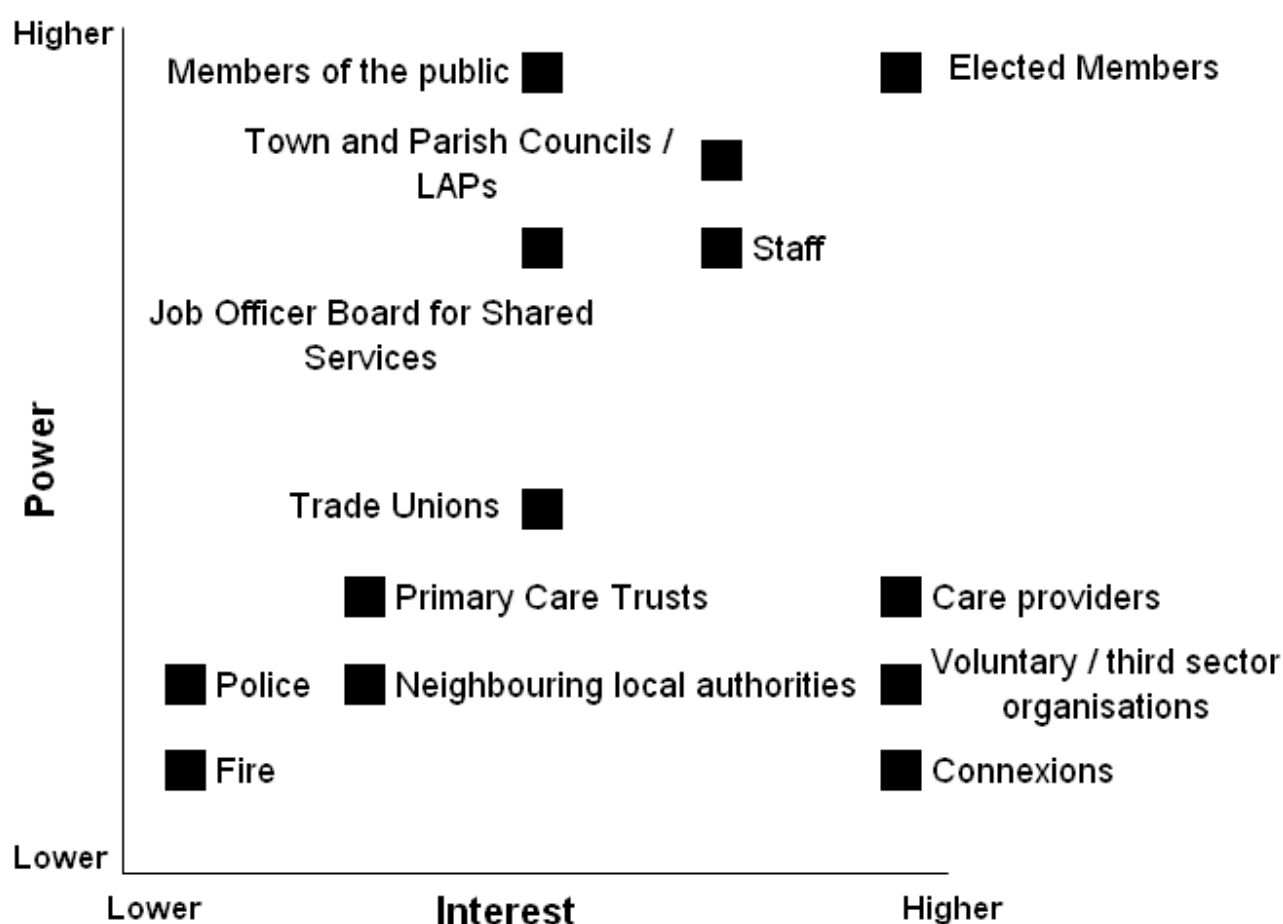 Higher
Members of the public
Elected Members
Town and Parish Councils /
LAPs
Staff
Job Officer Board for Shared
Services
Power
Trade Unions
Primary Care Trusts
Care providers
Police
Neighbouring local authorities
Voluntary / third sector
organisations
Fire
Connexions
Lower
Lower
Interest
Higher